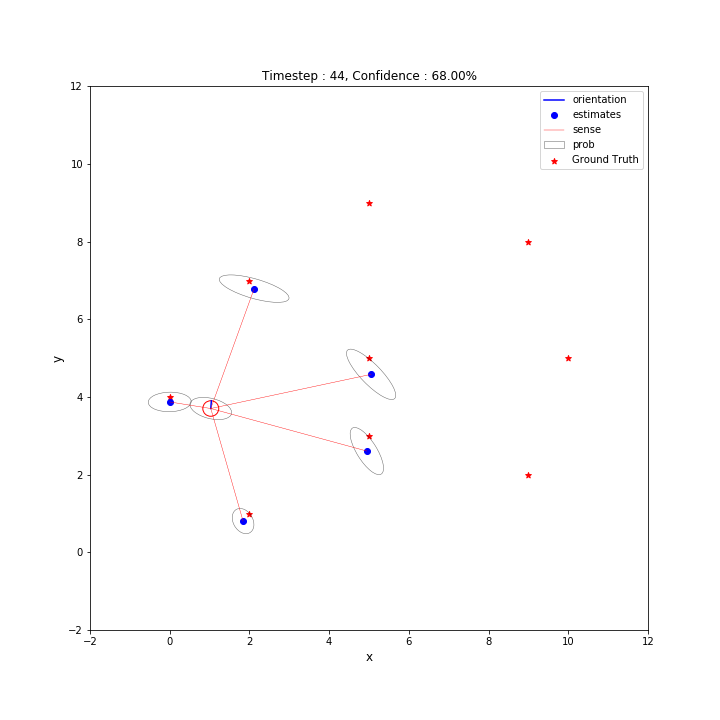 Timestep : 44, Confidence : 68.00%
orientation
estimates
sense
prob
Ground Truth
12
10
8
6
4
2
0
−2
y
−2 0 2 4 6 8 10 12
x